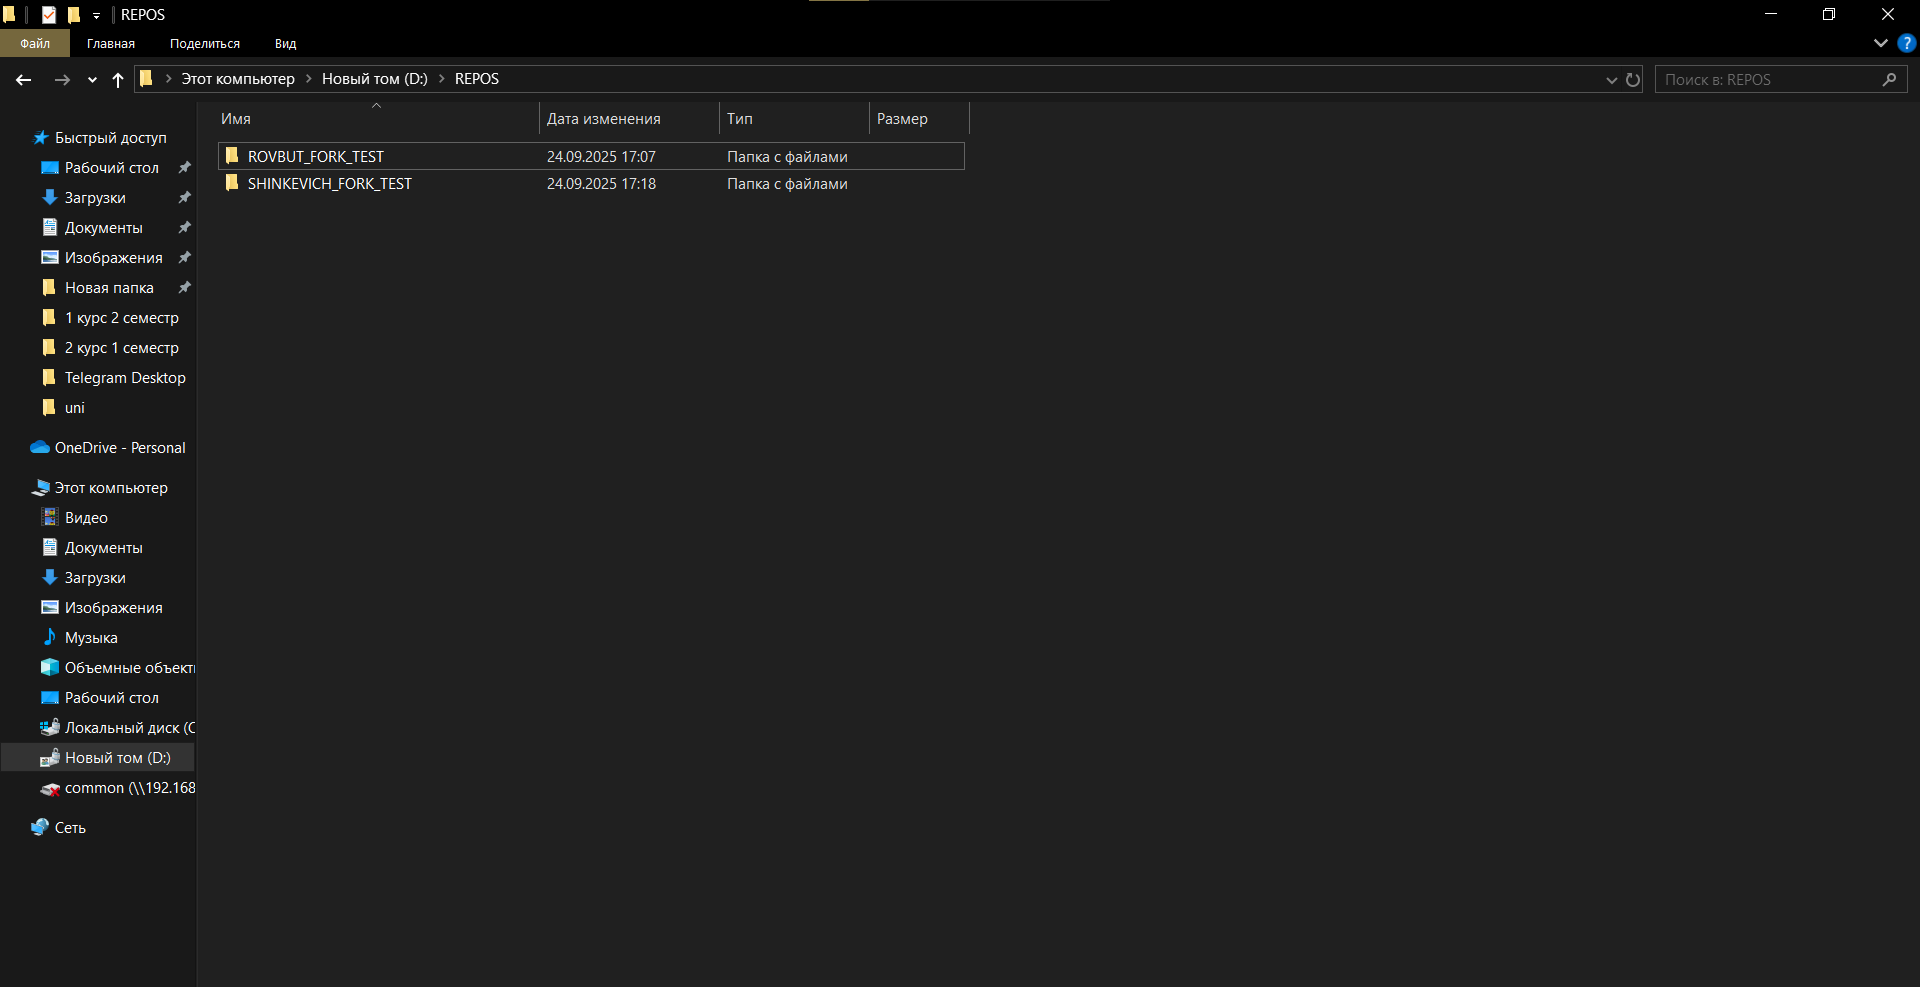 REPOS
Файл Главная Поделиться Вид
Этот компьютер Новый том (D:) REPOS Поиск в: REPOS
Имя Дата изменения Тип Размер
ROVBUT_FORK_TEST 24.09.2025 17:07 Папка с файлами
SHINKEVICH_FORK_TEST 24.09.2025 17:18 Папка с файлами
Быстрый доступ
Рабочий стол
Загрузки
Документы
Изображения
Новая папка
1 курс 2 семестр
2 курс 1 семестр
Telegram Desktop
uni
OneDrive - Personal
Этот компьютер
Видео
Документы
Загрузки
Изображения
Музыка
Объемные объект
Рабочий стол
Локальный диск (C
Новый том (D:)
common (\\192.168
Сеть